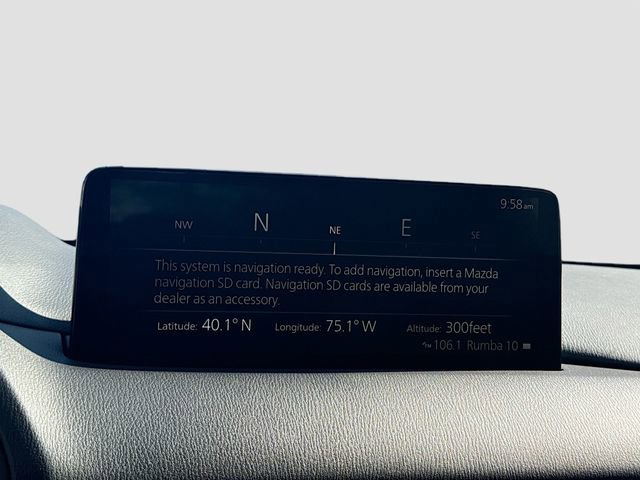 9:58am
NW N NE E SE
This system is navigation ready. To add navigation, insert a Mazda
navigation SD card. Navigation SD cards are available from your
dealer as an accessory.
Latitude: 40.1°N Longitude: 75.1°W Altitude: 300feet
FM 106.1 Rumba 10